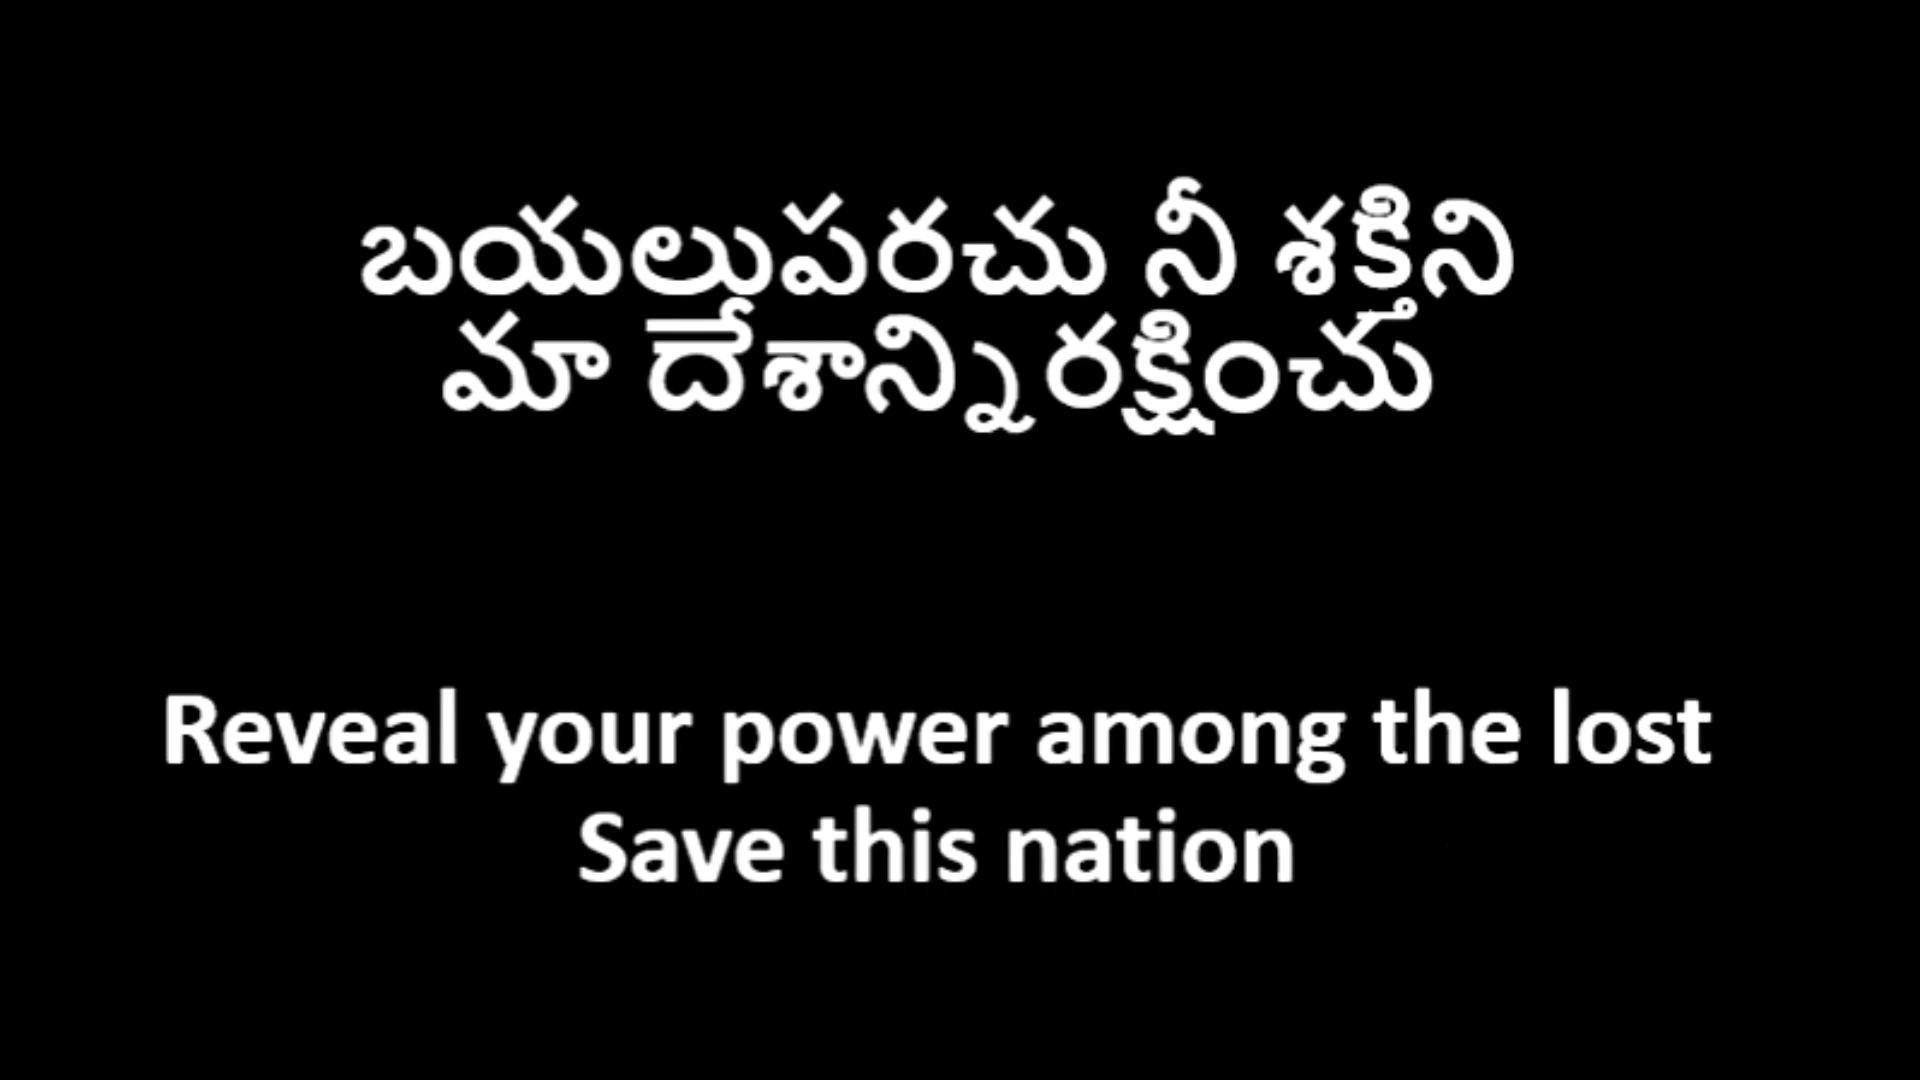 బయలుపరచు నీ శక్తిని
మా దేశాన్ని రక్షించు
Reveal your power among the lost
Save this nation